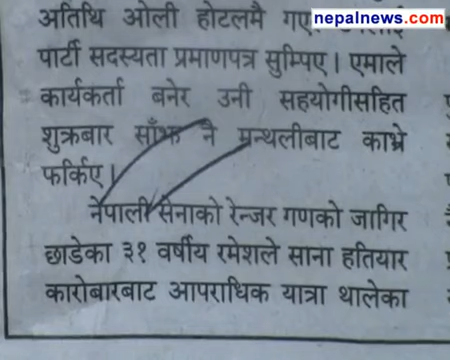 nepalnews.com
अतिथि ओली होटलमै गए
पार्टी सदस्यता प्रमाणपत्र सुम्पिए। एमाले
कार्यकर्ता बनेर उनी सहयोगीसहित
शुक्रबार साँझ नै मन्थलीबाट काभ्रे
फर्किए।
नेपाली सेनाको रेन्जर गणको जागिर
छाडेका ३१ वर्षीय रमेशले साना हतियार
कारोबारबाट आपराधिक यात्रा थालेका